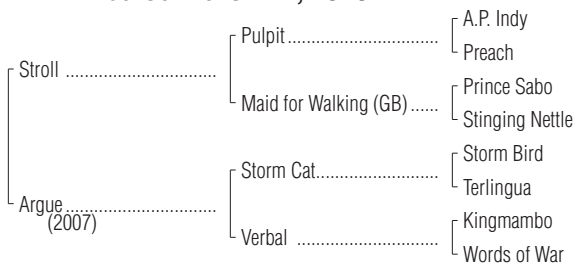 Stroll
Argue
(2007)
Pulpit
Maid for Walking (GB)
Storm Cat
Verbal
A.P. Indy
Preach
Prince Sabo
Stinging Nettle
Storm Bird
Terlingua
Kingmambo
Words of War